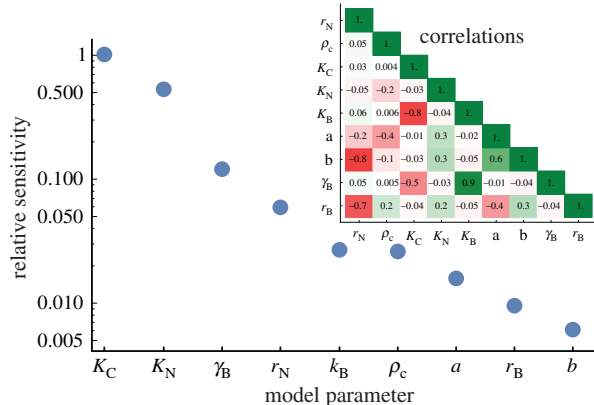 correlations
r_N 1.
ρ_c 0.05 1.
K_C 0.03 0.004 1.
K_N −0.05 −0.2 −0.03 1.
K_B 0.06 0.006 −0.8 −0.04 1.
a −0.2 −0.4 −0.01 0.3 −0.02 1.
b −0.8 −0.1 −0.03 0.3 −0.05 0.6 1.
γ_B 0.05 0.005 −0.5 −0.03 0.9 −0.01 −0.04 1.
r_B −0.7 0.2 −0.04 0.2 −0.05 −0.4 0.3 −0.04 1.
r_N ρ_c K_C K_N K_B a b γ_B r_B
relative sensitivity
1
0.500
0.100
0.050
0.010
0.005
K_C K_N γ_B r_N k_B ρ_c a r_B b
model parameter